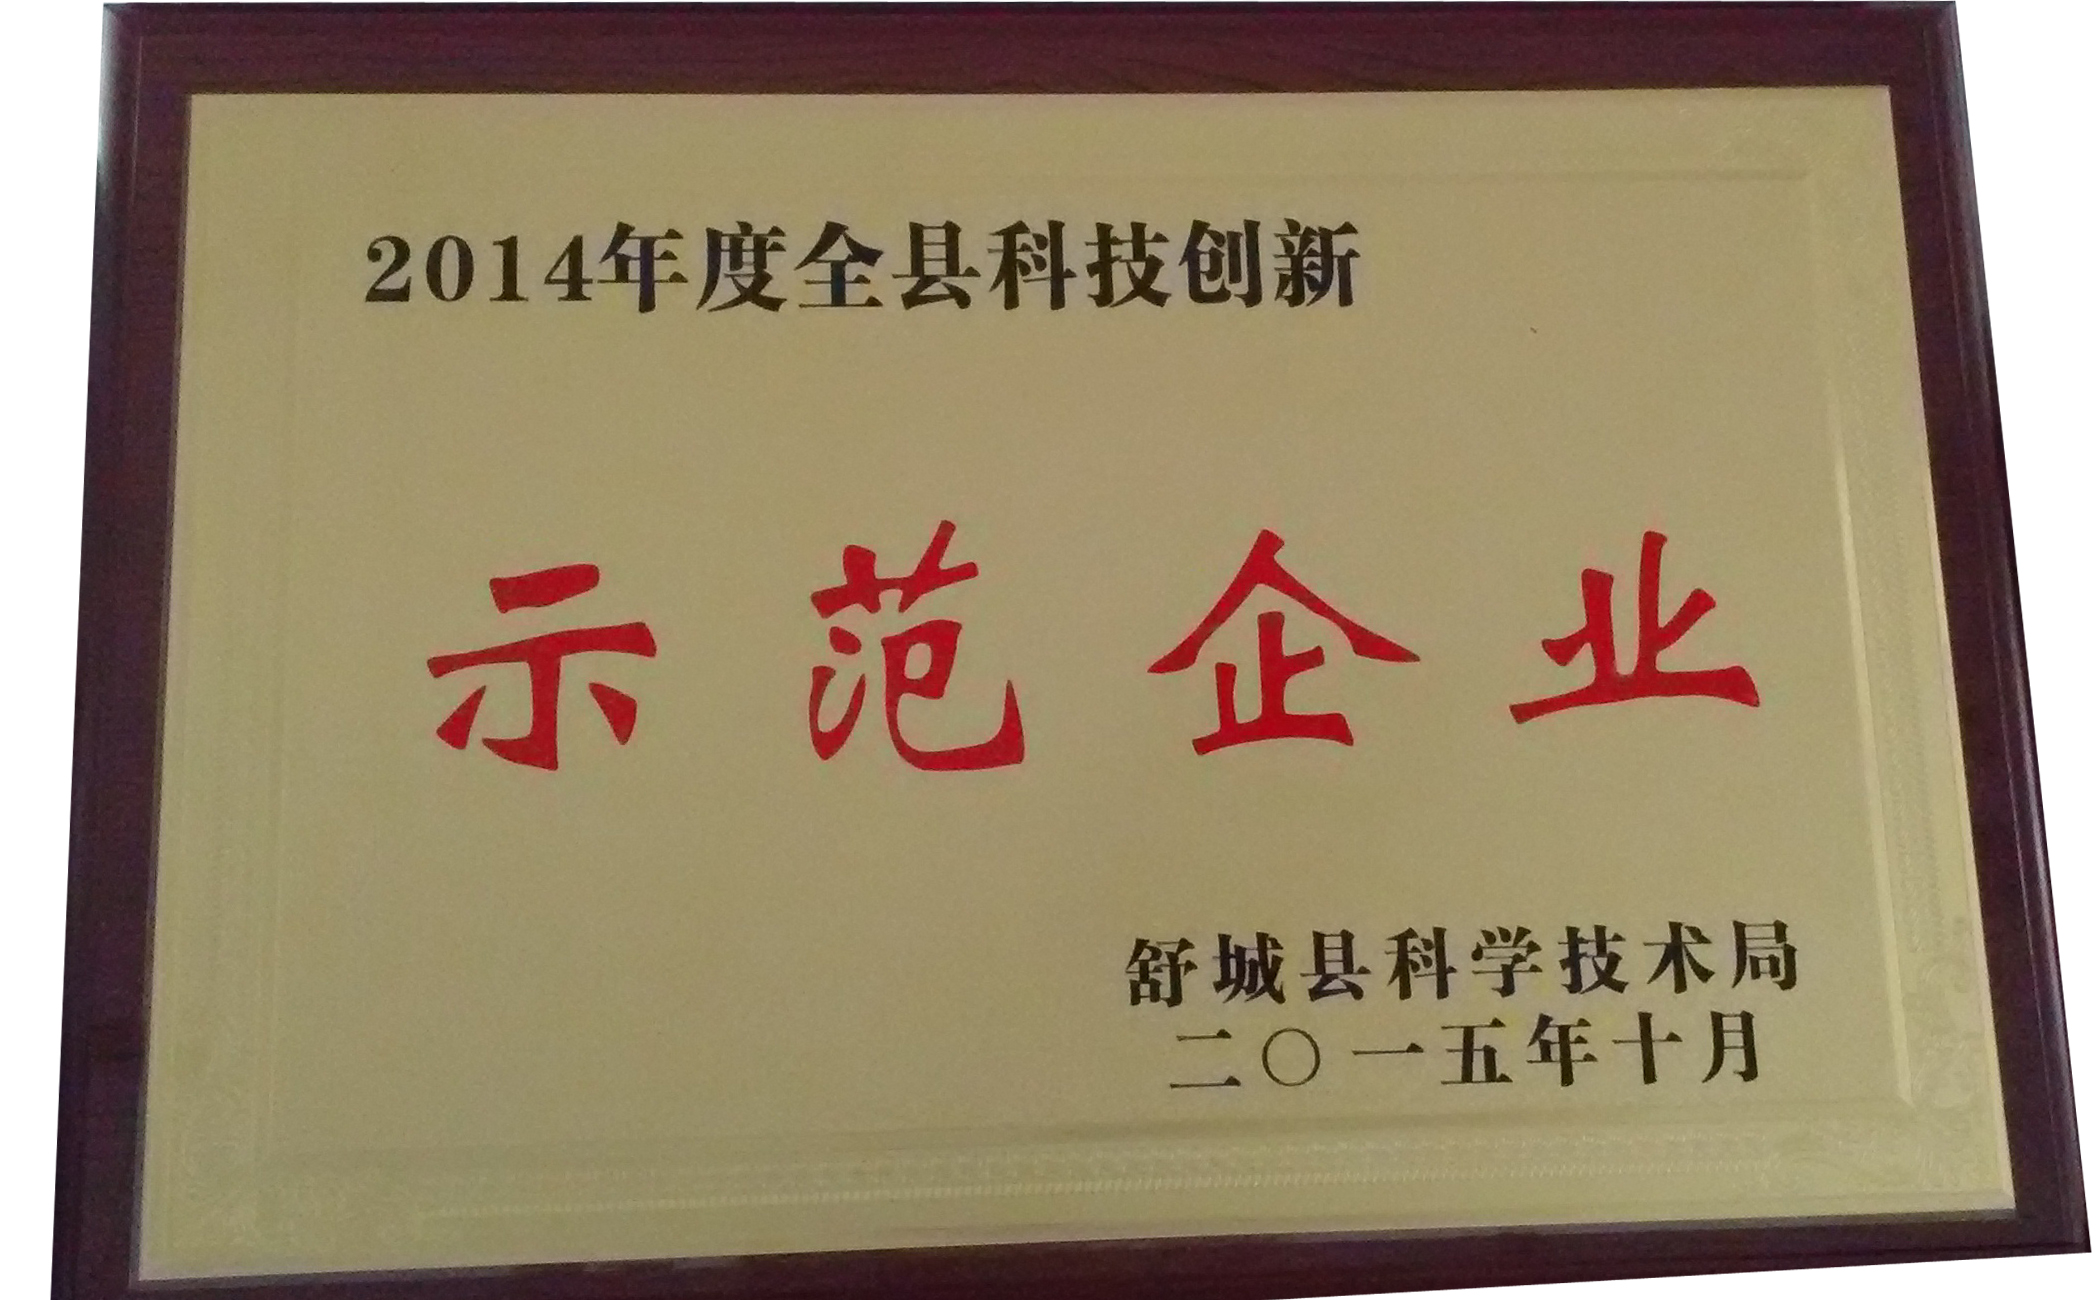 2014年度全县科技创新
示范企业
舒城县科学技术局
二〇一五年十月